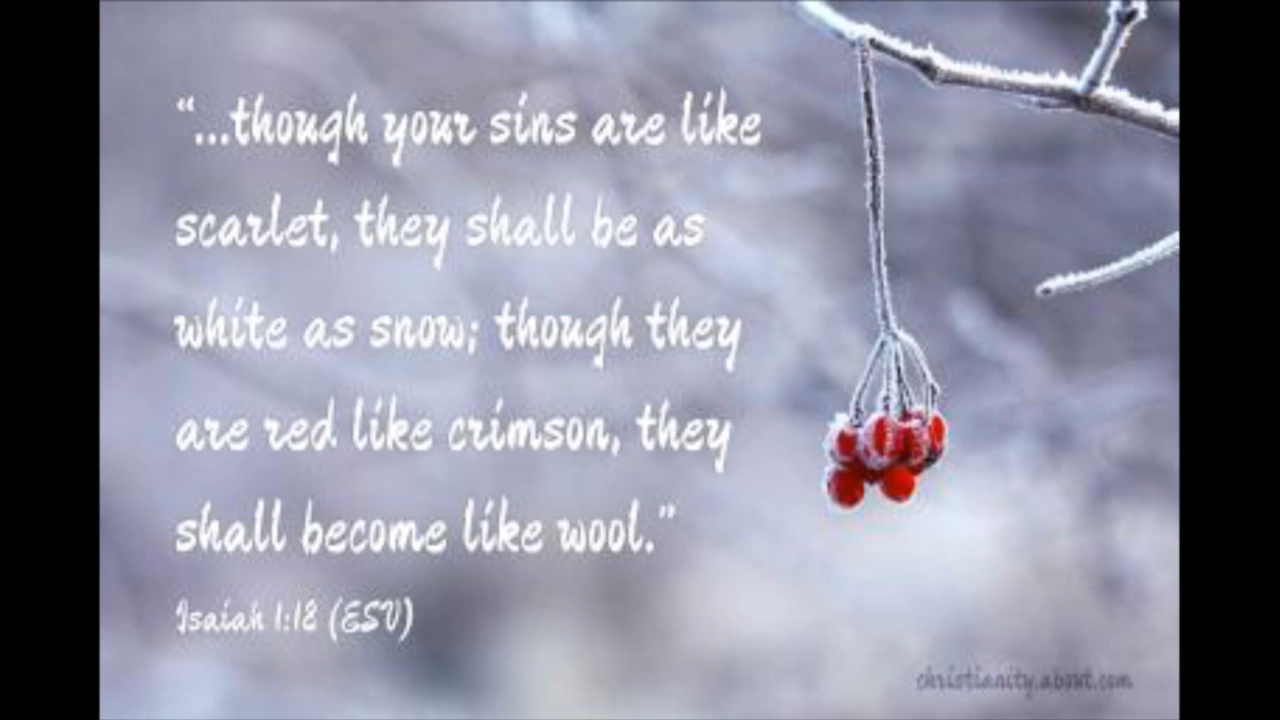 “...though your sins are like
scarlet, they shall be as
white as snow; though they
are red like crimson, they
shall become like wool.”
Isaiah 1:18 (ESV)
christianity.about.com